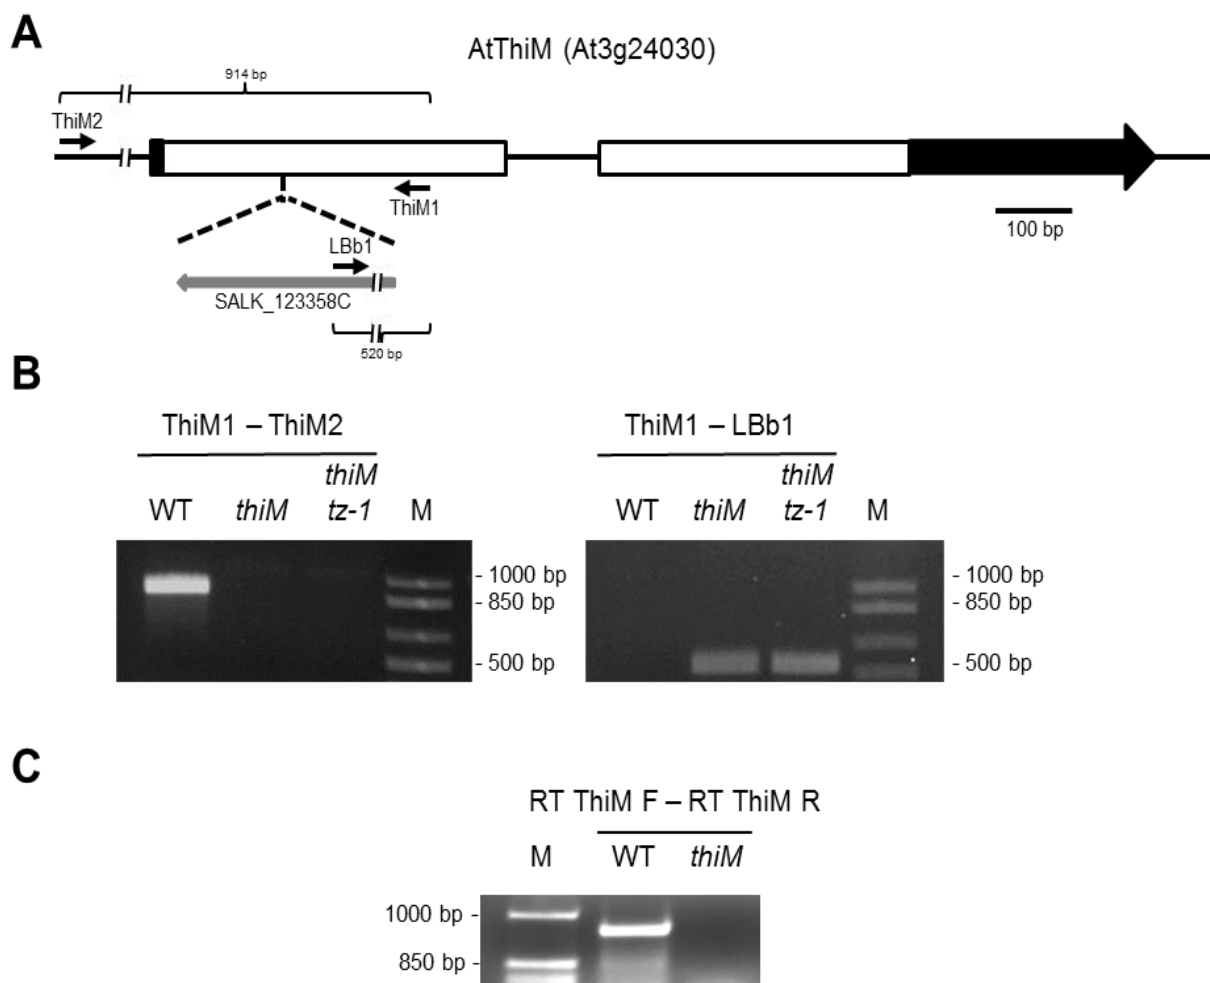 A
AtThiM (At3g24030)
914 bp
ThiM2
ThiM1
LBb1
100 bp
SALK_123358C
520 bp
B
ThiM1 – ThiM2
ThiM1 – LBb1
thiM
thiM
WT thiM tz-1 M
WT thiM tz-1 M
- 1000 bp
- 850 bp
- 500 bp
- 1000 bp
- 850 bp
- 500 bp
C
RT ThiM F – RT ThiM R
M WT thiM
1000 bp -
850 bp -